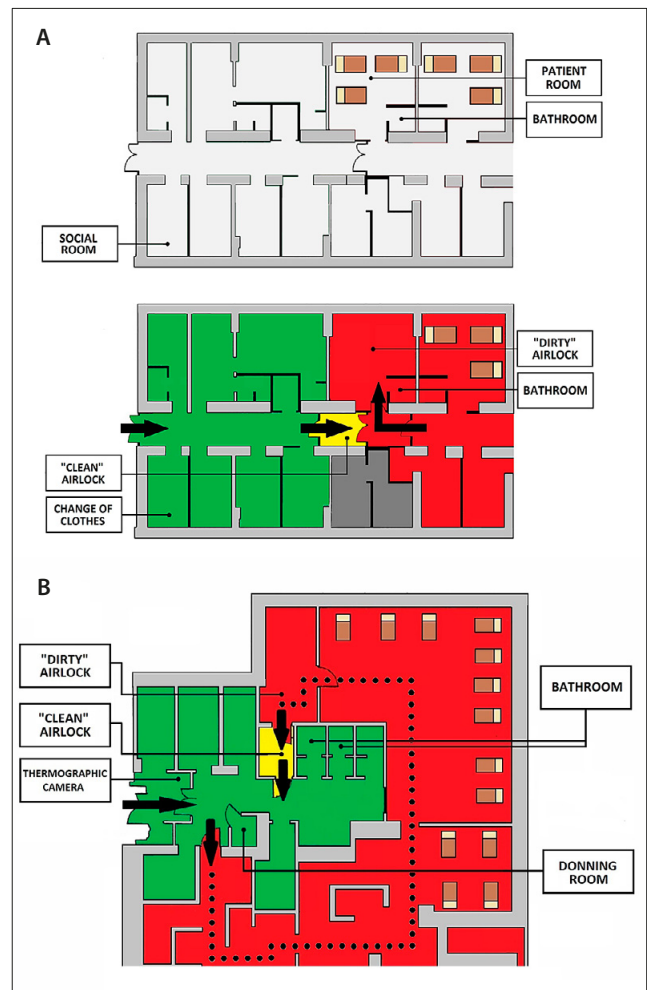 A
PATIENT
ROOM
BATHROOM
SOCIAL
ROOM
"DIRTY"
AIRLOCK
BATHROOM
"CLEAN"
AIRLOCK
CHANGE OF
CLOTHES
B
"DIRTY"
AIRLOCK
"CLEAN"
AIRLOCK
THERMOGRAPHIC
CAMERA
BATHROOM
DONNING
ROOM